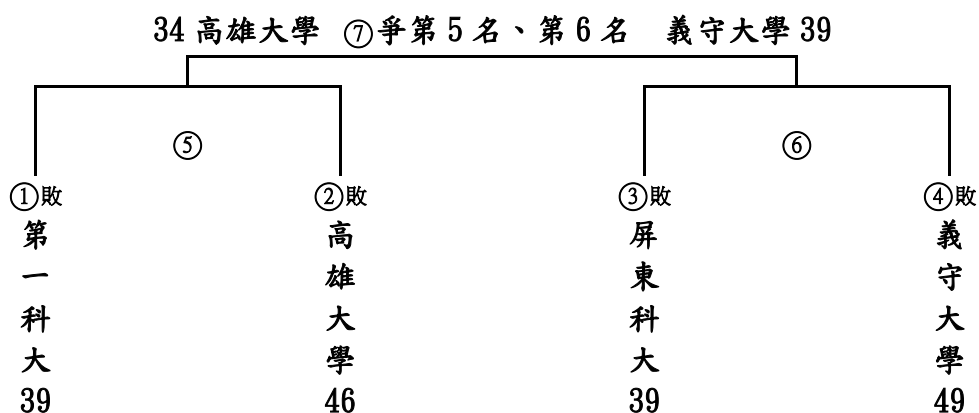 34 高雄大學 ⑦爭第 5 名、第 6 名 義守大學 39
⑤ ⑥
①敗 ②敗 ③敗 ④敗
第一科大 高雄大學 屏東科大 義守大學
39 46 39 49